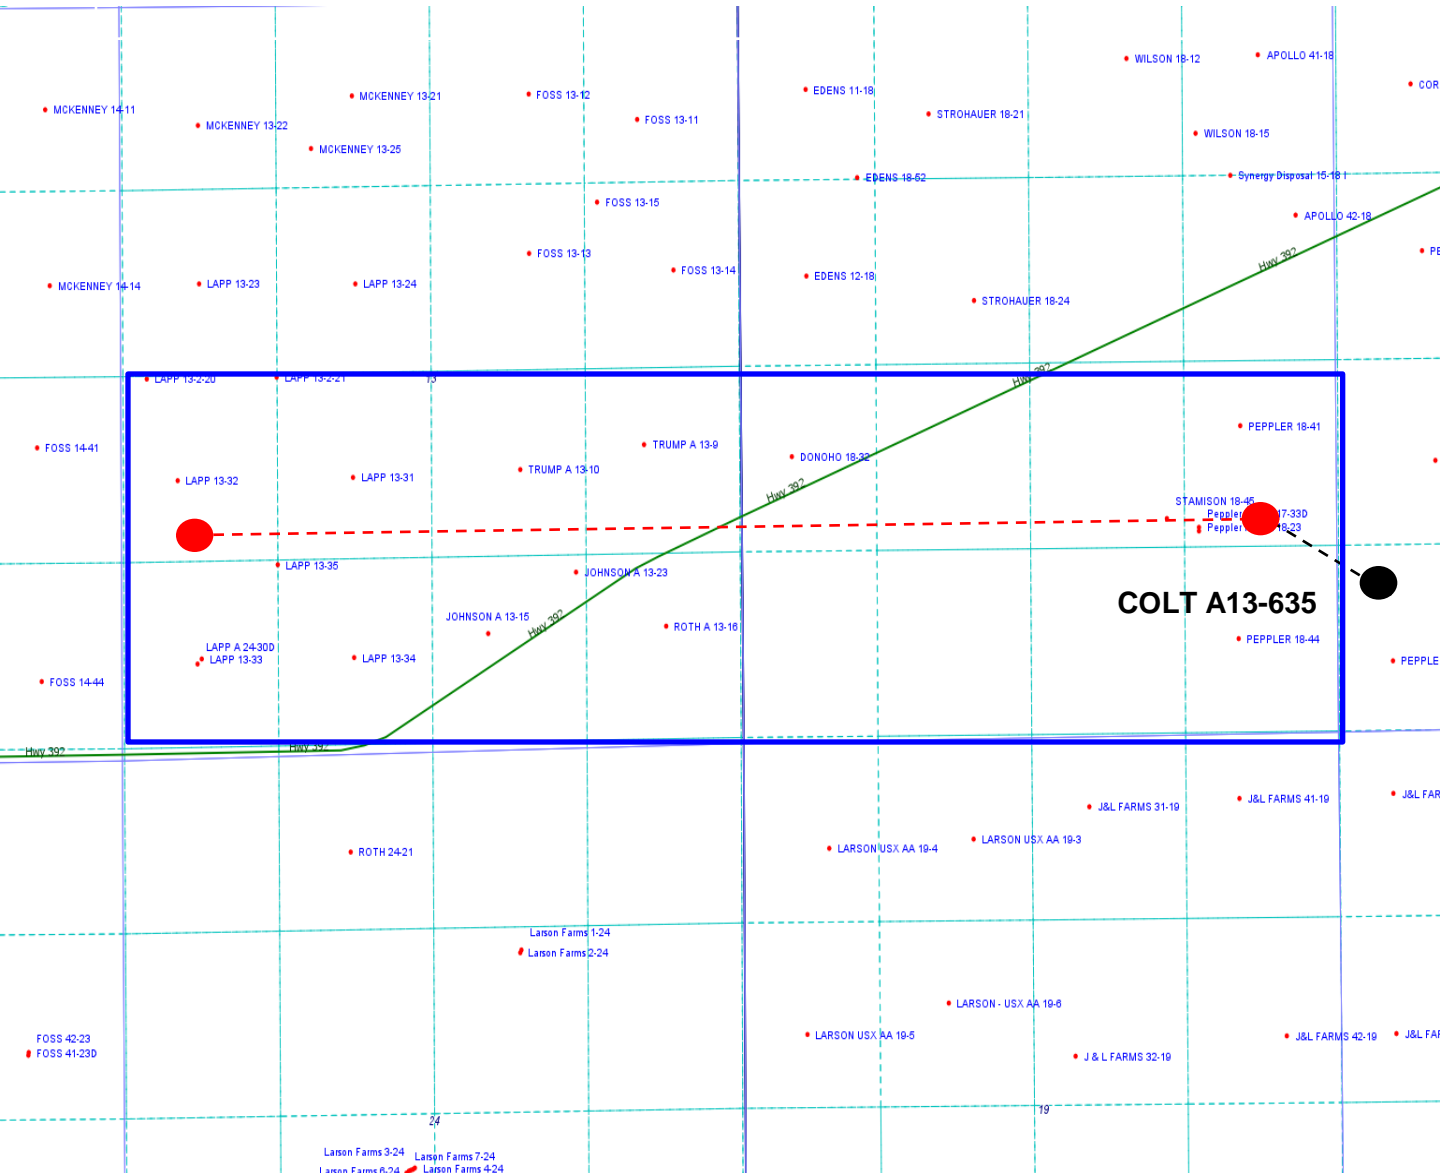 APOLLO 41-18
WILSON 18-12
COR
MCKENNEY 13-21
FOSS 13-12
EDENS 11-18
MCKENNEY 14-11
STROHAUER 18-21
MCKENNEY 13-22
FOSS 13-11
WILSON 18-15
MCKENNEY 13-25
EDENS 18-52
Synergy Disposal 15-18 I
FOSS 13-15
APOLLO 42-18
FOSS 13-13
PE
Hwy 392
FOSS 13-14
EDENS 12-18
MCKENNEY 14-14
LAPP 13-23
LAPP 13-24
STROHAUER 18-24
Hwy 392
LAPP 13-2-20
LAPP 13-2-21
13
PEPPLER 18-41
FOSS 14-41
TRUMP A 13-9
DONOHO 18-32
TRUMP A 13-10
LAPP 13-32
LAPP 13-31
Hwy 392
STAMISON 18-45
Peppler 17-33D
Peppler 18-23
LAPP 13-35
JOHNSON A 13-23
COLT A13-635
JOHNSON A 13-15
Hwy 392
ROTH A 13-16
PEPPLER 18-44
LAPP A 24-30D
LAPP 13-33
LAPP 13-34
PEPPLE
FOSS 14-44
Hwy 392
Hwy 392
J&L FARMS 41-19
J&L FAR
J&L FARMS 31-19
LARSON USX AA 19-3
LARSON USX AA 19-4
ROTH 24-21
Larson Farms 1-24
Larson Farms 2-24
LARSON - USX AA 19-6
LARSON USX AA 19-5
J&L FARMS 42-19
J&L FAR
FOSS 42-23
FOSS 41-23D
J & L FARMS 32-19
19
24
Larson Farms 3-24
Larson Farms 7-24
Larson Farms 6-24
Larson Farms 4-24